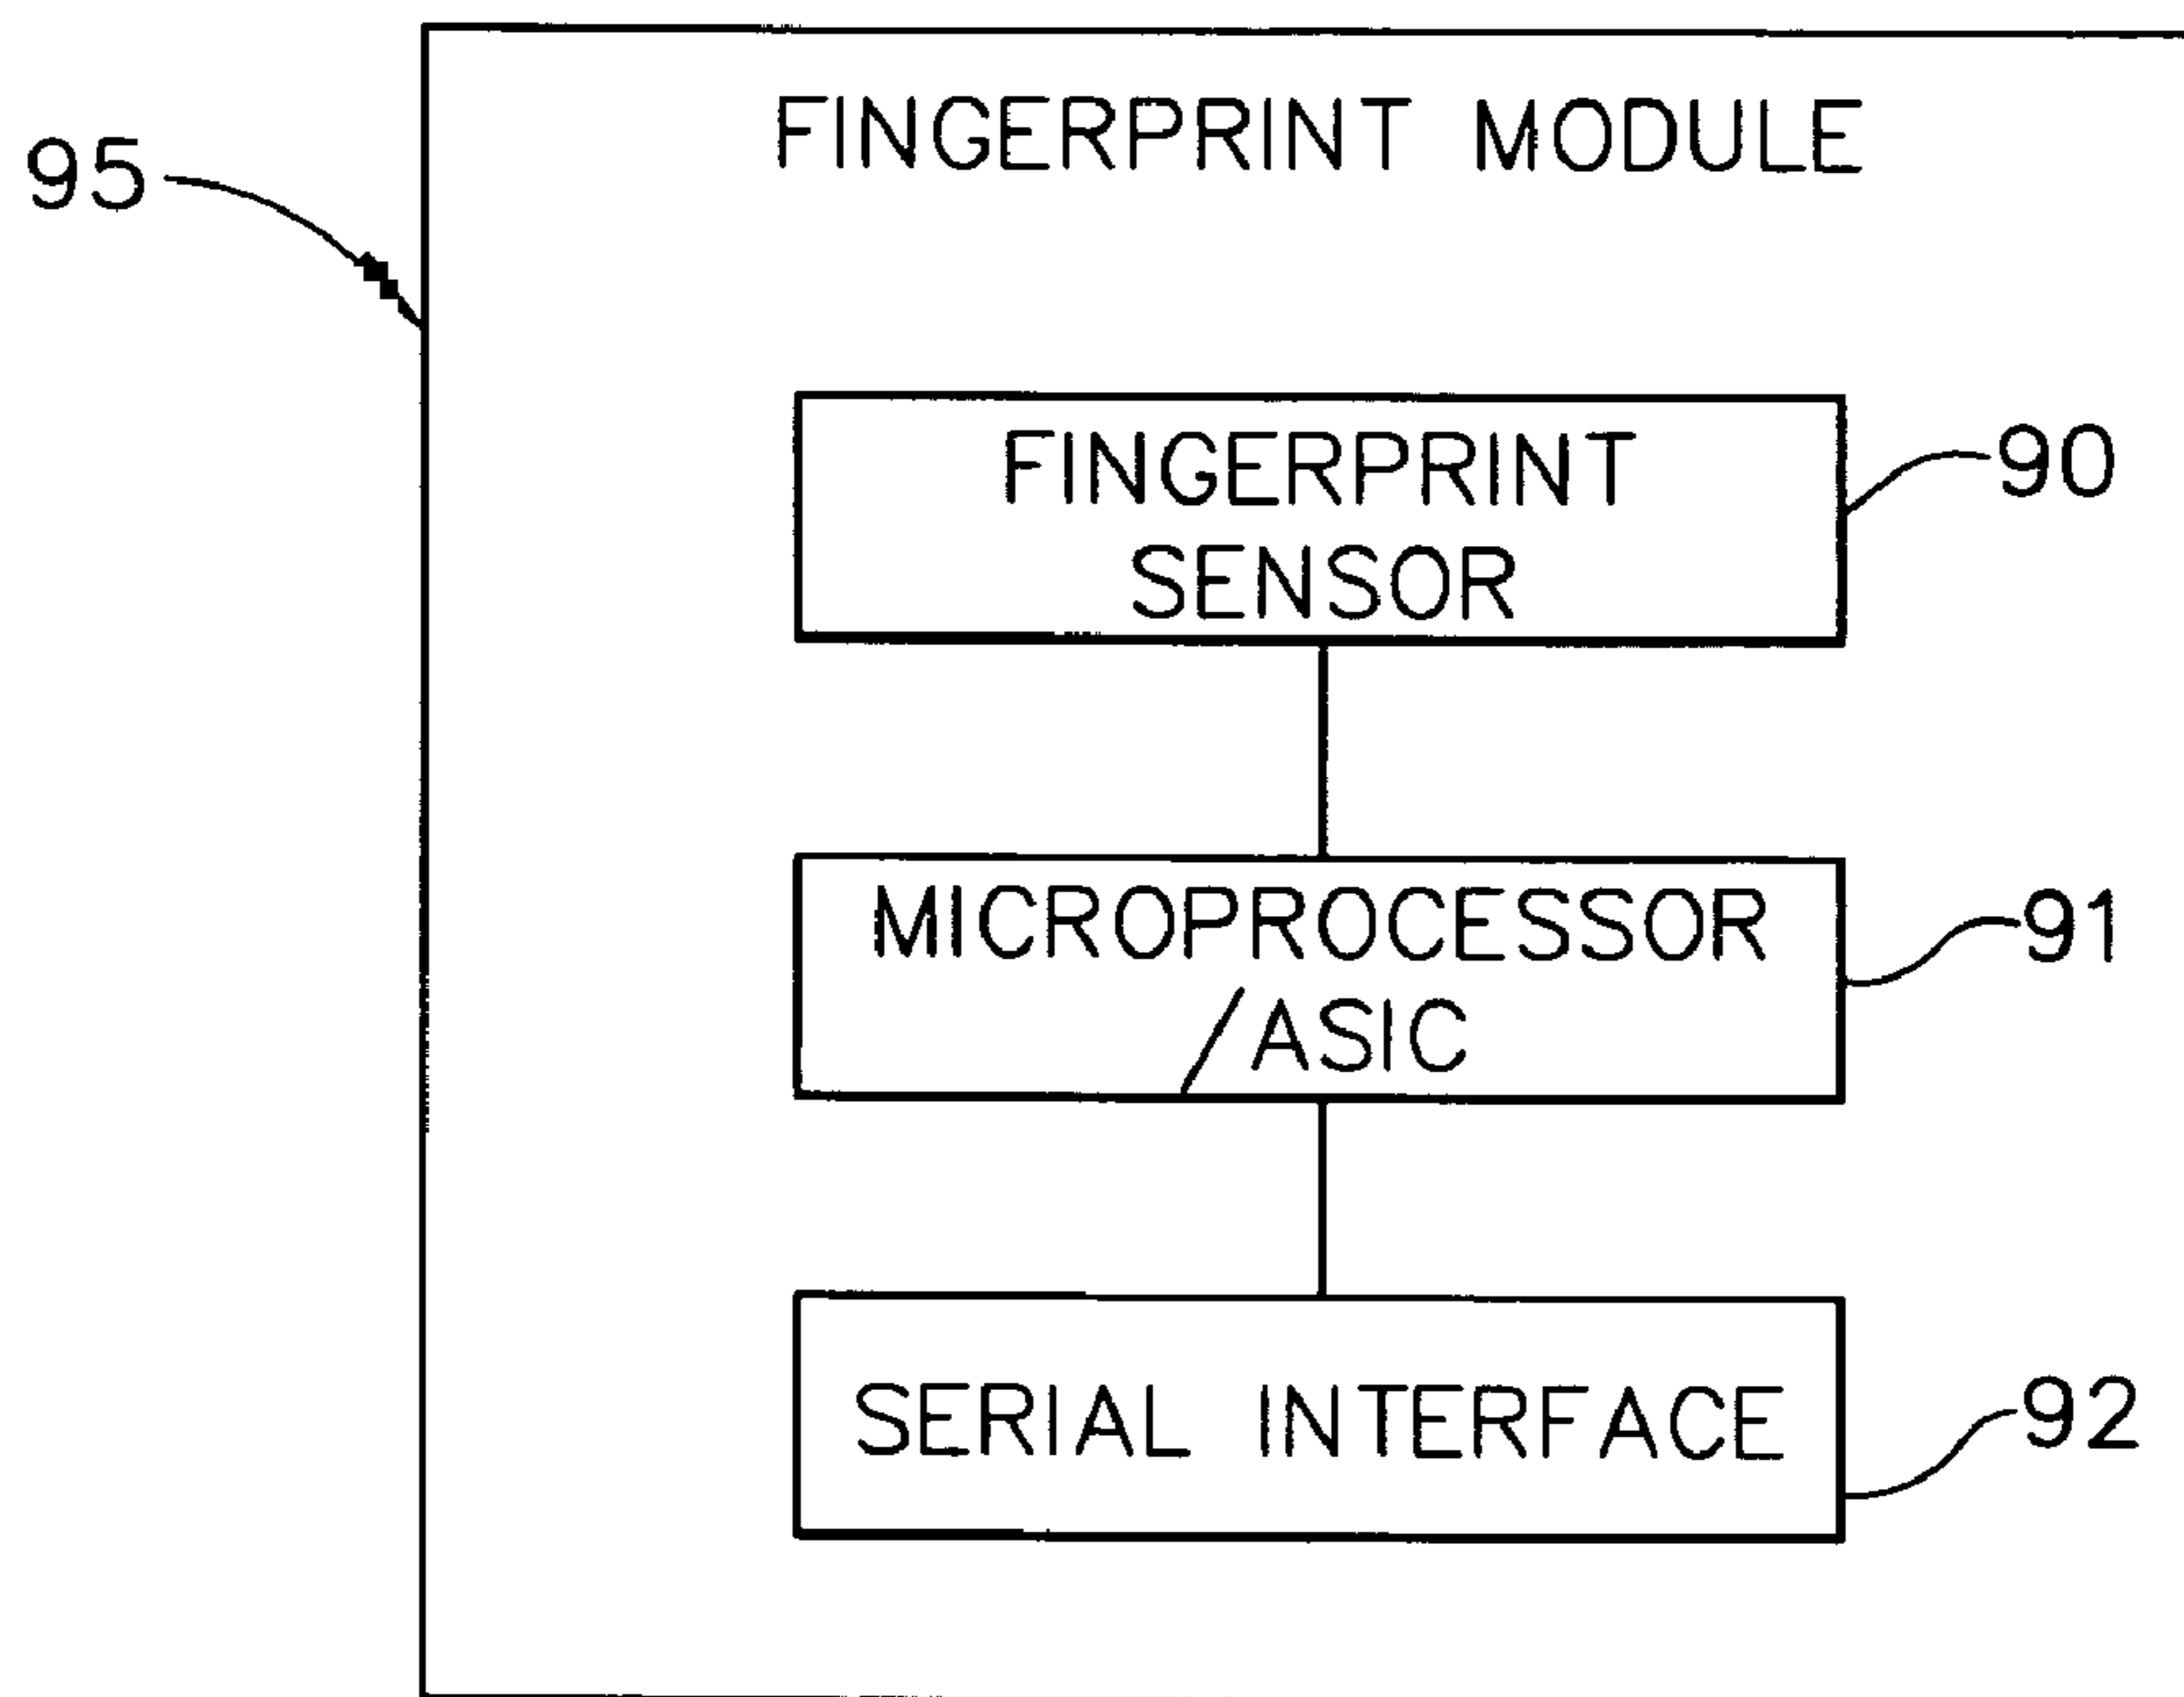 FINGERPRINT MODULE
95
FINGERPRINT
SENSOR
90
MICROPROCESSOR
/ASIC
91
SERIAL INTERFACE
92